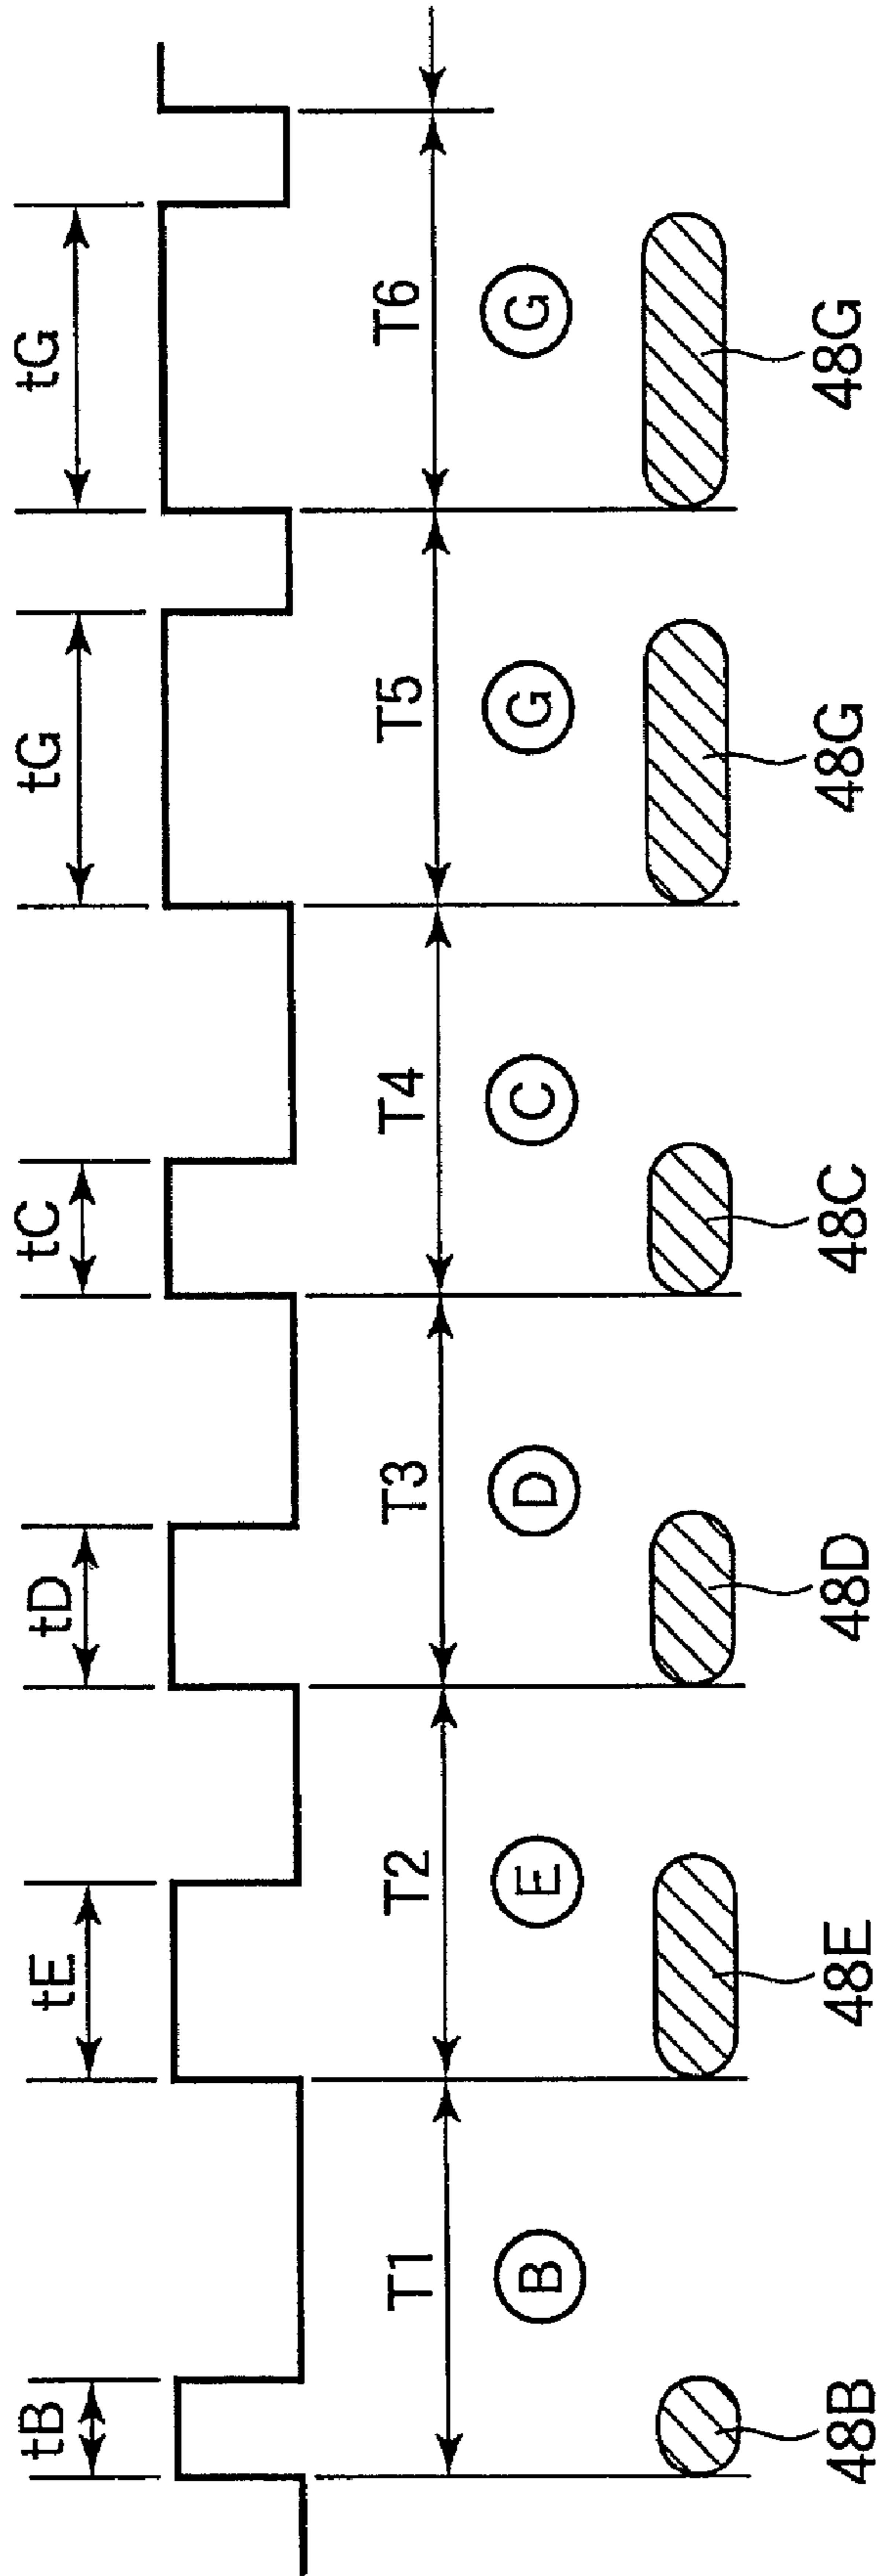 tB tE tD tC tG tG
T1 T2 T3 T4 T5 T6
B E D C G G
48B 48E 48D 48C 48G 48G